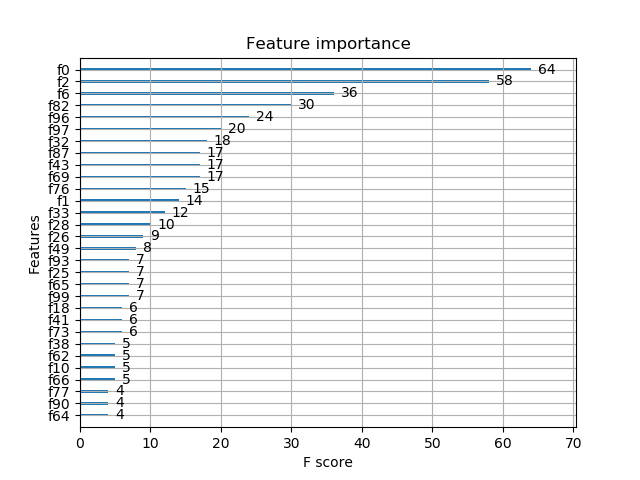 Feature importance
Features
f0 64
f2 58
f6 36
f82 30
f96 24
f97 20
f32 18
f87 17
f43 17
f69 17
f76 15
f1 14
f33 12
f28 10
f26 9
f49 8
f93 7
f25 7
f65 7
f99 7
f18 6
f41 6
f73 6
f38 5
f62 5
f10 5
f66 5
f77 4
f90 4
f64 4
0 10 20 30 40 50 60 70
F score